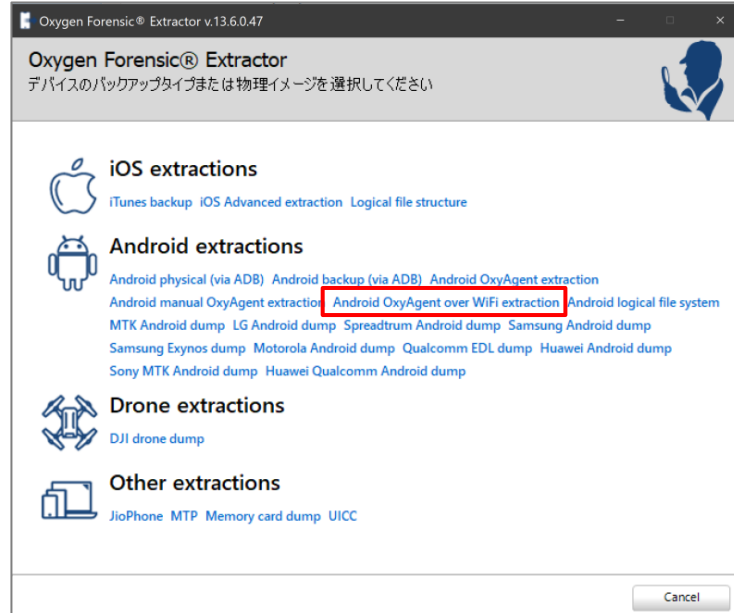 Oxygen Forensic® Extractor v.13.6.0.47
Oxygen Forensic® Extractor
デバイスのバックアップタイプまたは物理イメージを選択してください
iOS extractions
iTunes backup iOS Advanced extraction Logical file structure
Android extractions
Android physical (via ADB) Android backup (via ADB) Android OxyAgent extraction
Android manual OxyAgent extraction Android OxyAgent over WiFi extraction Android logical file system
MTK Android dump LG Android dump Spreadtrum Android dump Samsung Android dump
Samsung Exynos dump Motorola Android dump Qualcomm EDL dump Huawei Android dump
Sony MTK Android dump Huawei Qualcomm Android dump
Drone extractions
DJI drone dump
Other extractions
JioPhone MTP Memory card dump UICC
Cancel